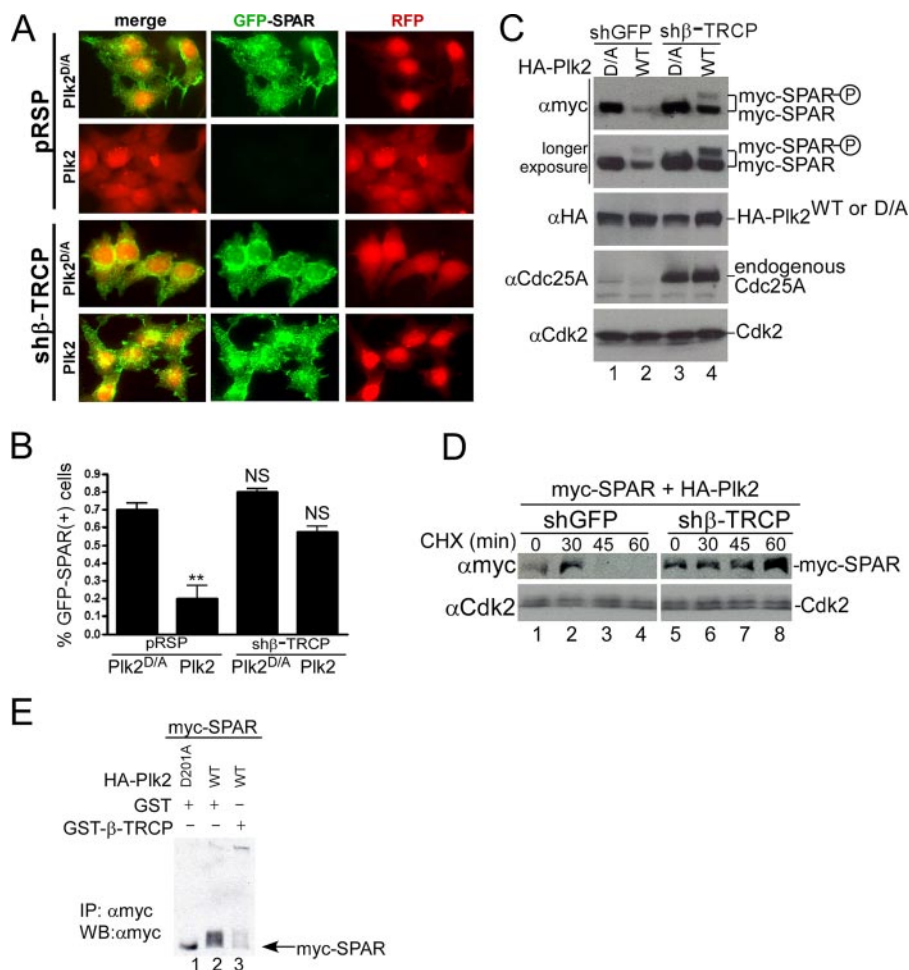 A
merge GFP-SPAR RFP
pRSP
Plk2D/A
Plk2
shβ-TRCP
Plk2D/A
Plk2
B
% GFP-SPAR(+) cells
0.9
0.8
0.7
0.6
0.5
0.4
0.3
0.2
0.1
0.0
** NS NS
pRSP shβ-TRCP
Plk2D/A Plk2 Plk2D/A Plk2
C
shGFP shβ-TRCP
HA-Plk2 D/A WT D/A WT
αmyc myc-SPAR-P
myc-SPAR
longer exposure myc-SPAR-P
myc-SPAR
αHA HA-Plk2WT or D/A
αCdc25A endogenous
Cdc25A
αCdk2 Cdk2
1 2 3 4
D
myc-SPAR + HA-Plk2
shGFP shβ-TRCP
CHX (min) 0 30 45 60 0 30 45 60
αmyc -myc-SPAR
αCdk2 -Cdk2
1 2 3 4 5 6 7 8
E
myc-SPAR
HA-Plk2 D201A WT WT
GST + + −
GST-β-TRCP − − +
IP: αmyc
WB:αmyc
myc-SPAR
1 2 3